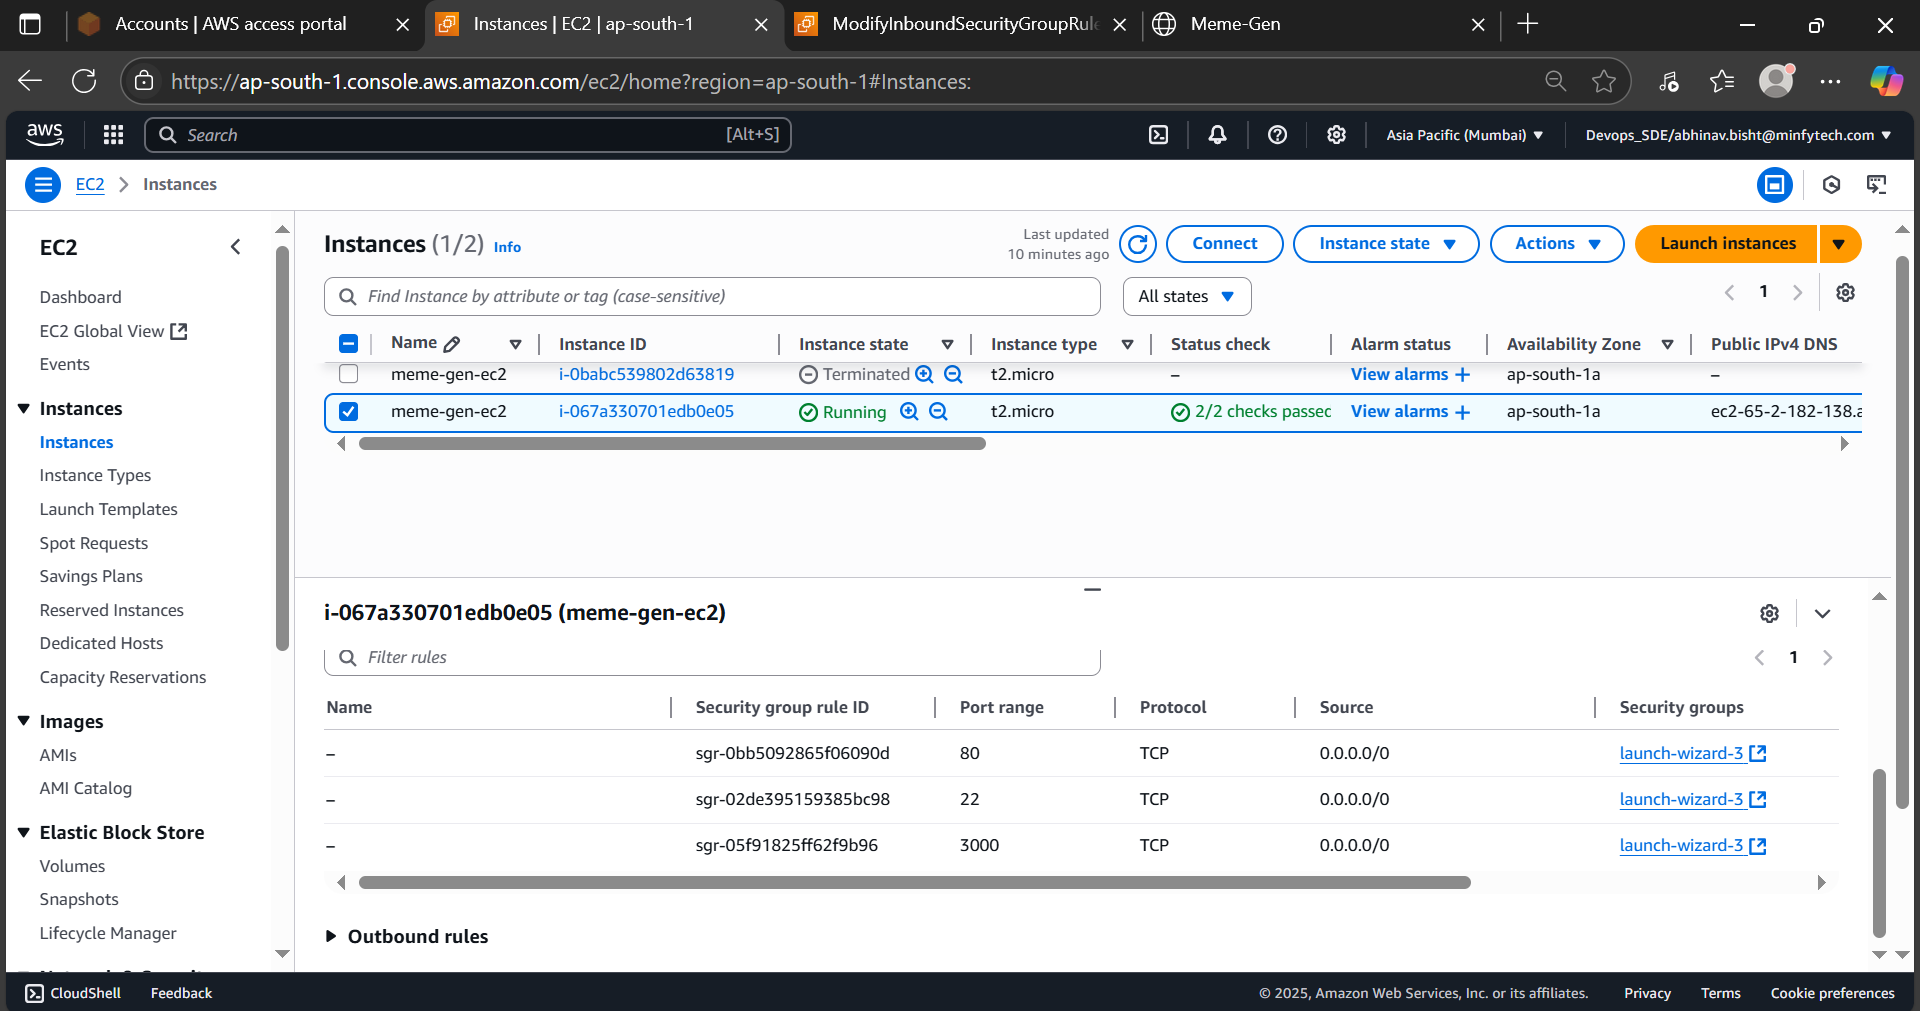 Accounts | AWS access portal
Instances | EC2 | ap-south-1
ModifyInboundSecurityGroupRule
Meme-Gen
https://ap-south-1.console.aws.amazon.com/ec2/home?region=ap-south-1#Instances:
aws
Search
[Alt+S]
Asia Pacific (Mumbai)
Devops_SDE/abhinav.bisht@minfytech.com
EC2
Instances
EC2
Dashboard
EC2 Global View
Events
Instances
Instances
Instance Types
Launch Templates
Spot Requests
Savings Plans
Reserved Instances
Dedicated Hosts
Capacity Reservations
Images
AMIs
AMI Catalog
Elastic Block Store
Volumes
Snapshots
Lifecycle Manager
Instances (1/2) Info
Last updated
10 minutes ago
Connect
Instance state
Actions
Launch instances
Find Instance by attribute or tag (case-sensitive)
All states
1
Name Instance ID Instance state Instance type Status check Alarm status Availability Zone Public IPv4 DNS
meme-gen-ec2 i-0babc539802d63819 Terminated t2.micro – View alarms + ap-south-1a –
meme-gen-ec2 i-067a330701edb0e05 Running t2.micro 2/2 checks passed View alarms + ap-south-1a ec2-65-2-182-138.a
i-067a330701edb0e05 (meme-gen-ec2)
Filter rules
1
Name Security group rule ID Port range Protocol Source Security groups
– sgr-0bb5092865f06090d 80 TCP 0.0.0.0/0 launch-wizard-3
– sgr-02de395159385bc98 22 TCP 0.0.0.0/0 launch-wizard-3
– sgr-05f91825ff62f9b96 3000 TCP 0.0.0.0/0 launch-wizard-3
Outbound rules
CloudShell
Feedback
© 2025, Amazon Web Services, Inc. or its affiliates.
Privacy
Terms
Cookie preferences